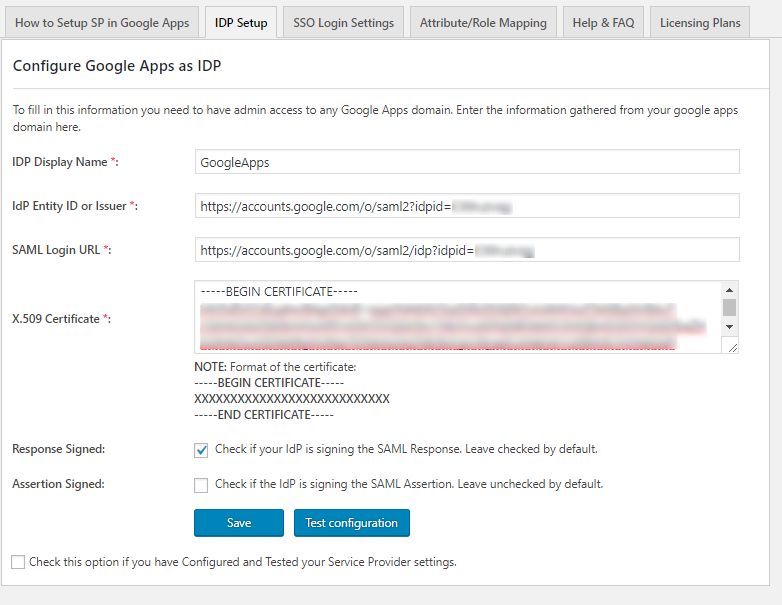 How to Setup SP in Google Apps
IDP Setup
SSO Login Settings
Attribute/Role Mapping
Help & FAQ
Licensing Plans
Configure Google Apps as IDP
To fill in this information you need to have admin access to any Google Apps domain. Enter the information gathered from your google apps
domain here.
IDP Display Name *:
GoogleApps
IdP Entity ID or Issuer *:
https://accounts.google.com/o/saml2?idpid=
SAML Login URL *:
https://accounts.google.com/o/saml2/idp?idpid=
X.509 Certificate *:
-----BEGIN CERTIFICATE-----
NOTE: Format of the certificate:
-----BEGIN CERTIFICATE-----
XXXXXXXXXXXXXXXXXXXXXXXXXXX
-----END CERTIFICATE-----
Response Signed:
Check if your IdP is signing the SAML Response. Leave checked by default.
Assertion Signed:
Check if the IdP is signing the SAML Assertion. Leave unchecked by default.
Save
Test configuration
Check this option if you have Configured and Tested your Service Provider settings.